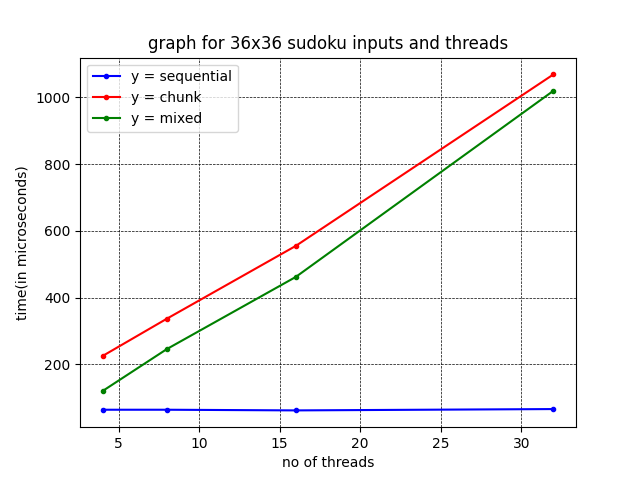 graph for 36x36 sudoku inputs and threads
y = sequential
y = chunk
y = mixed
1000
800
600
400
200
time(in microseconds)
5 10 15 20 25 30
no of threads